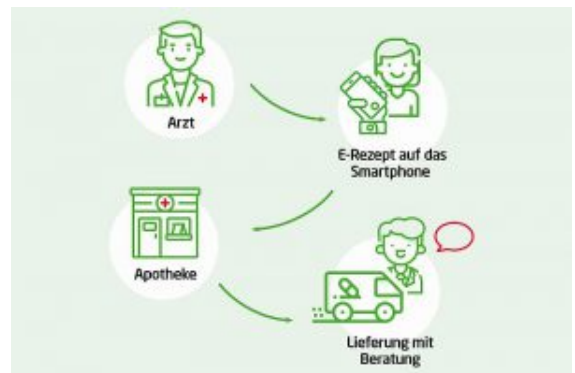 Arzt
E-Rezept auf das
Smartphone
Apotheke
Lieferung mit
Beratung